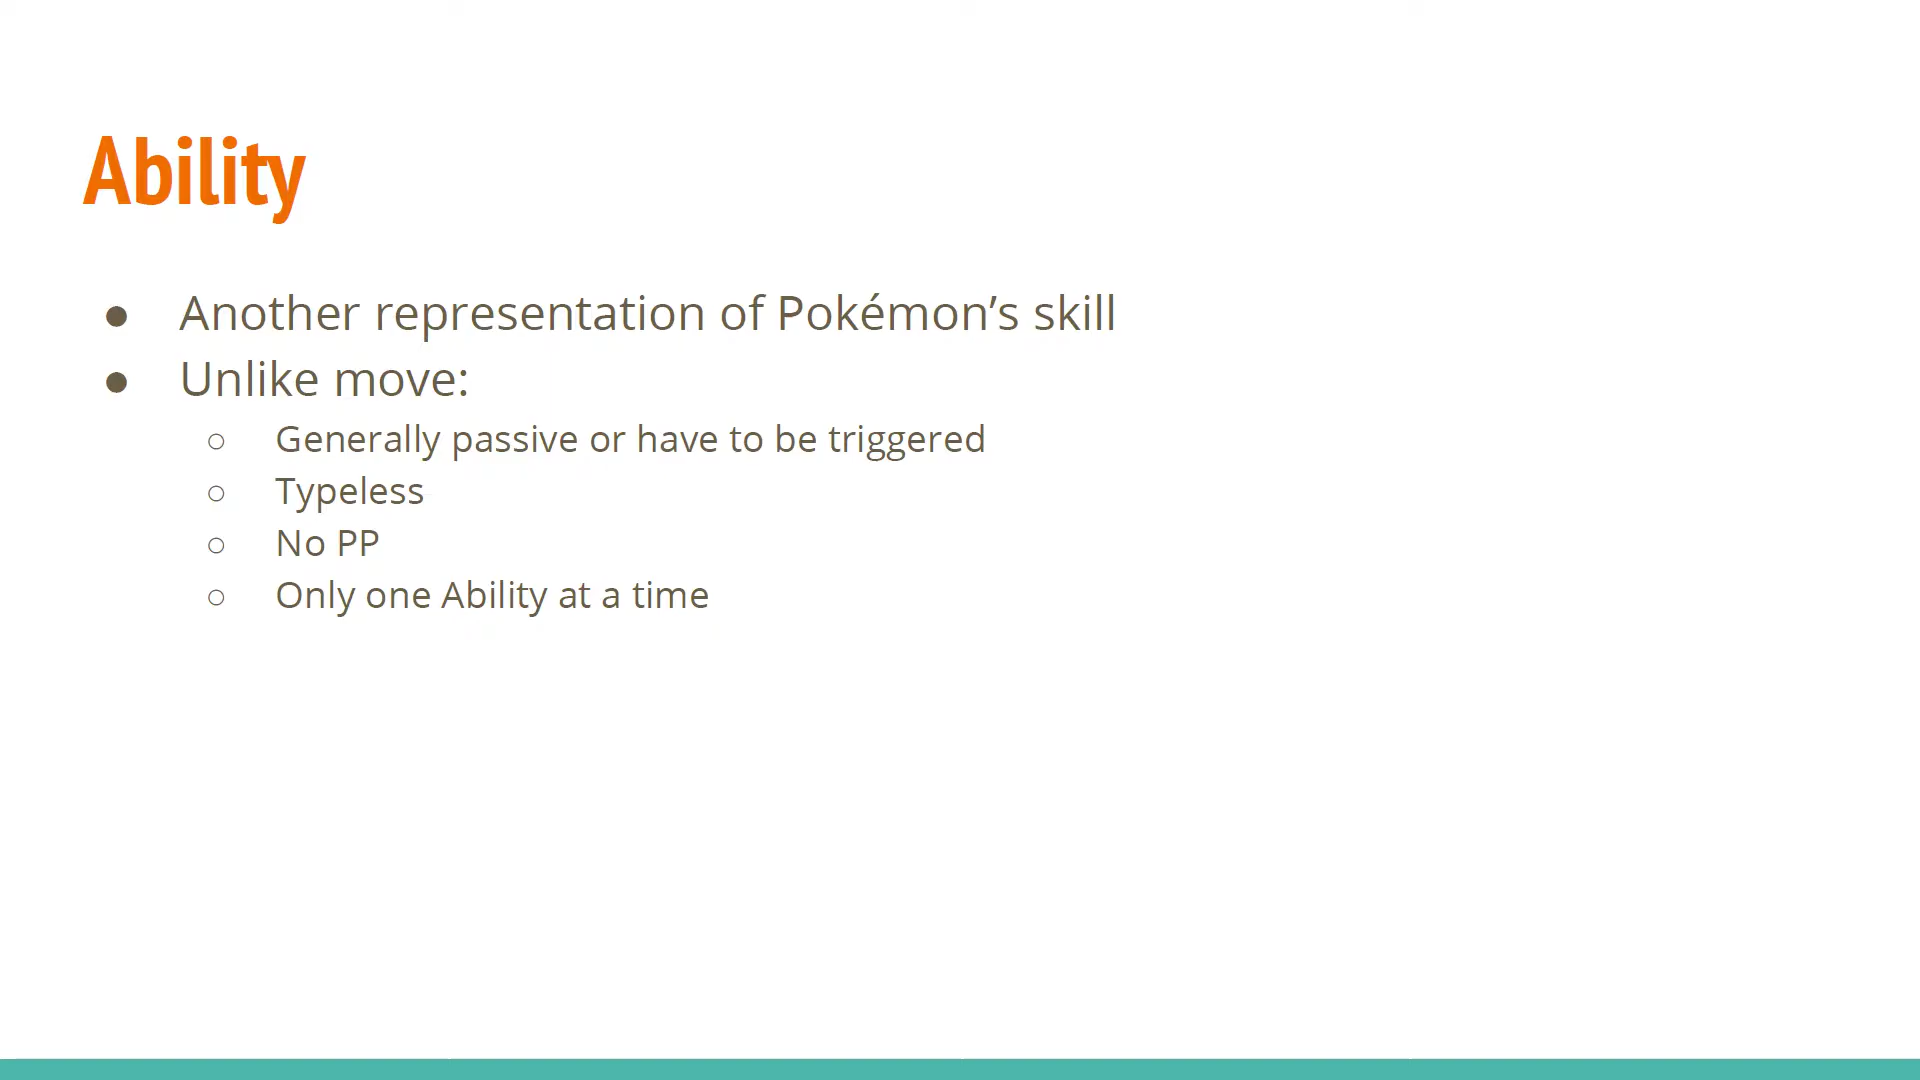 Ability
● Another representation of Pokémon’s skill
● Unlike move:
○ Generally passive or have to be triggered
○ Typeless
○ No PP
○ Only one Ability at a time